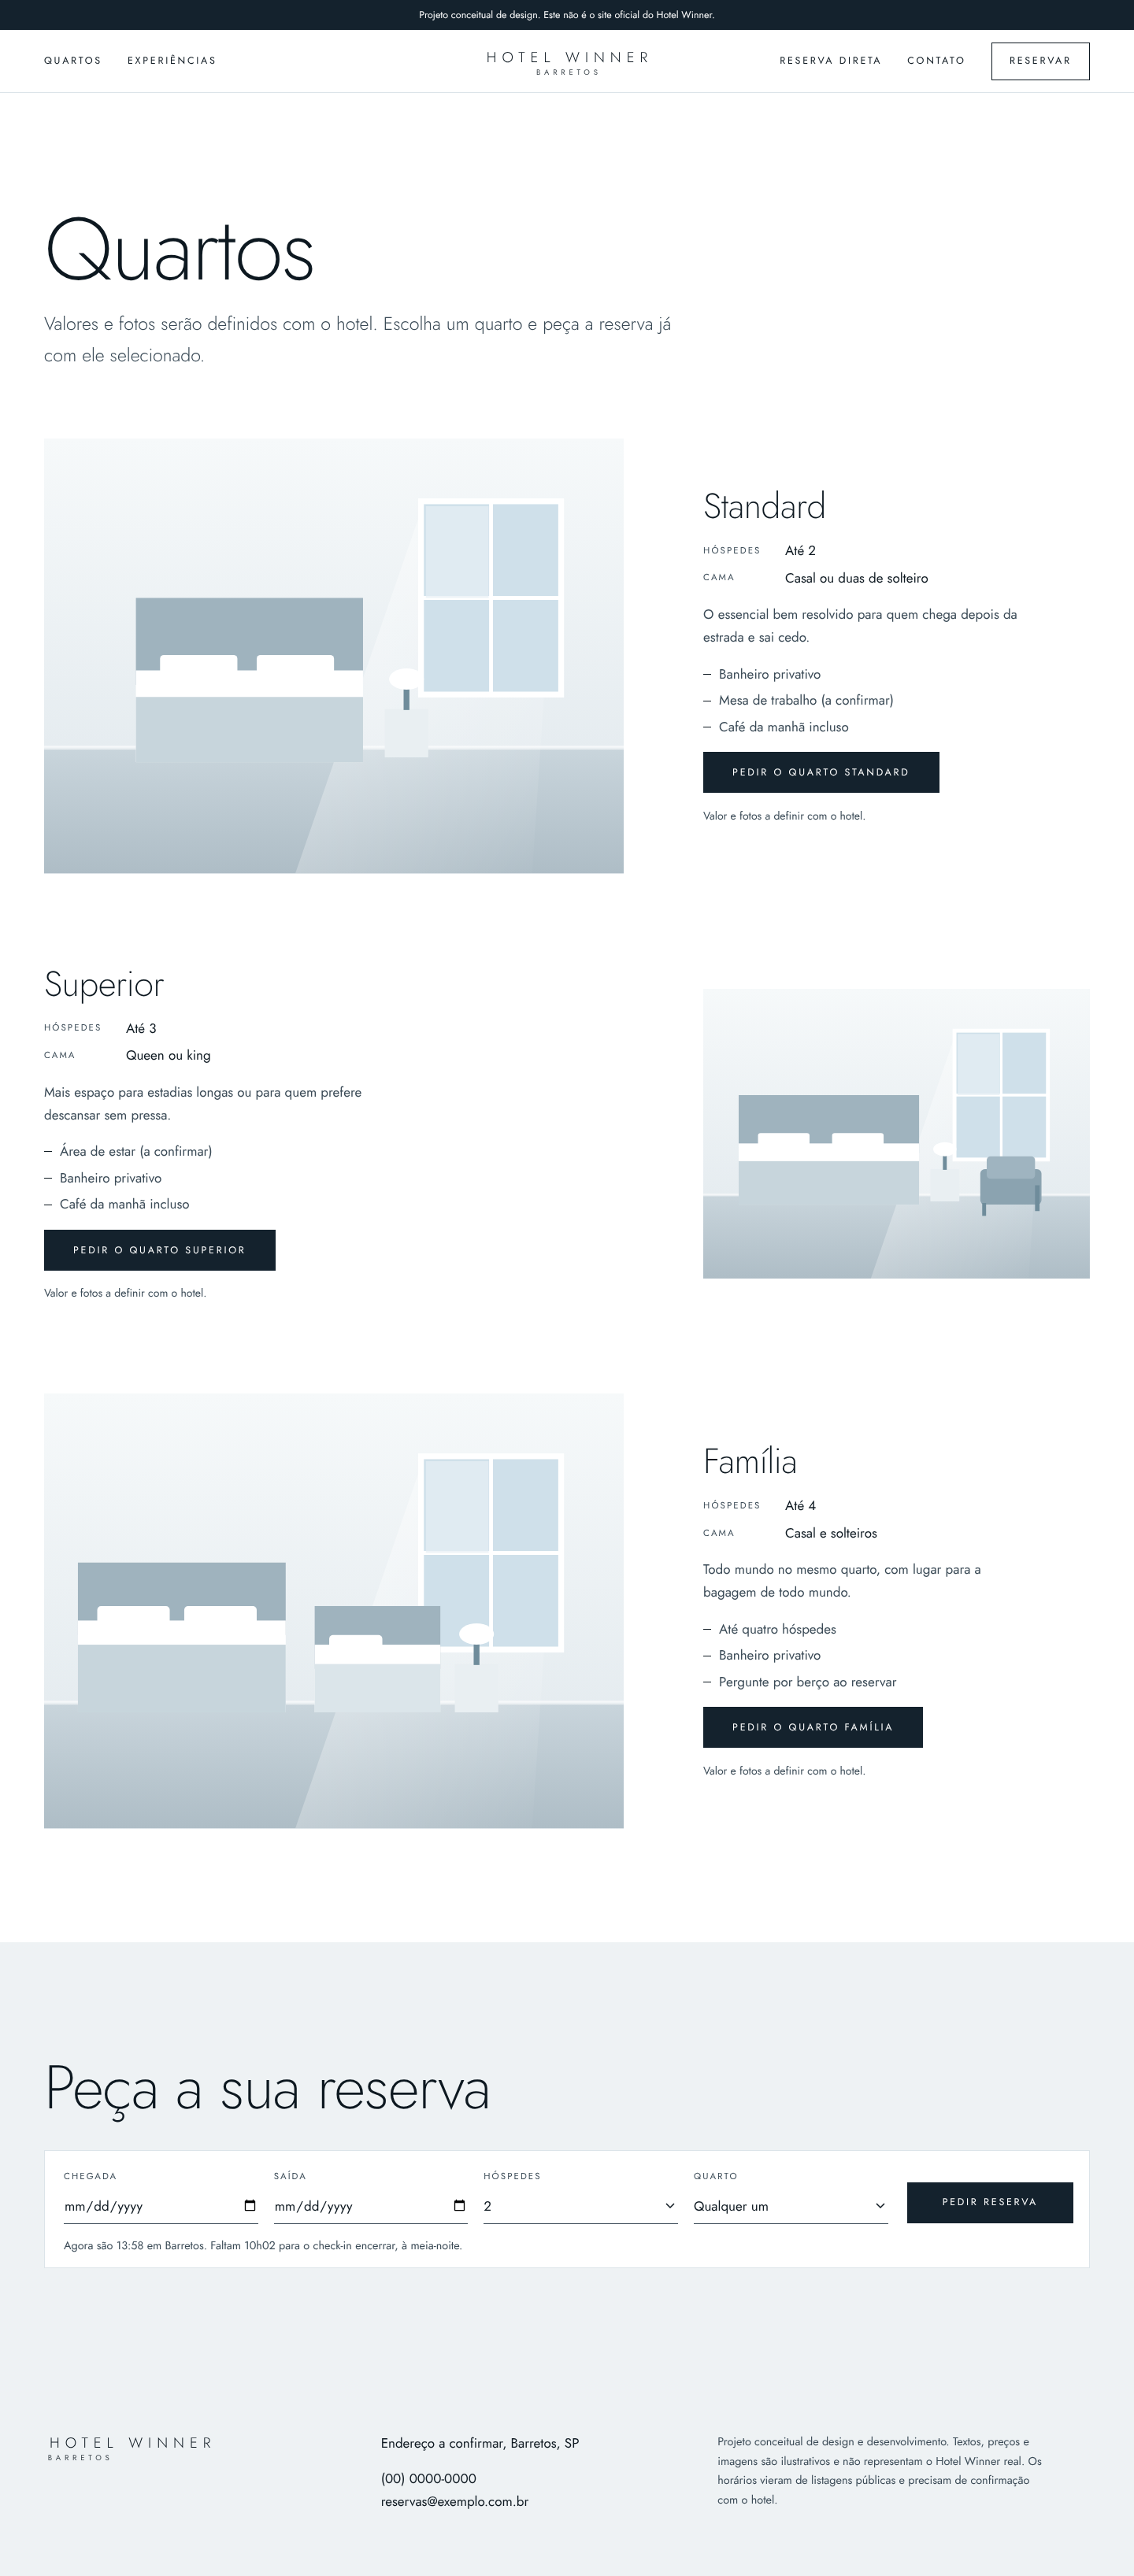 Projeto conceitual de design. Este não é o site oficial do Hotel Winner.
QUARTOS EXPERIÊNCIAS
HOTEL WINNER
BARRETOS
RESERVA DIRETA CONTATO RESERVAR
Quartos
Valores e fotos serão definidos com o hotel. Escolha um quarto e peça a reserva já
com ele selecionado.
Standard
HÓSPEDES Até 2
CAMA Casal ou duas de solteiro
O essencial bem resolvido para quem chega depois da
estrada e sai cedo.
— Banheiro privativo
— Mesa de trabalho (a confirmar)
— Café da manhã incluso
PEDIR O QUARTO STANDARD
Valor e fotos a definir com o hotel.
Superior
HÓSPEDES Até 3
CAMA Queen ou king
Mais espaço para estadias longas ou para quem prefere
descansar sem pressa.
— Área de estar (a confirmar)
— Banheiro privativo
— Café da manhã incluso
PEDIR O QUARTO SUPERIOR
Valor e fotos a definir com o hotel.
Família
HÓSPEDES Até 4
CAMA Casal e solteiros
Todo mundo no mesmo quarto, com lugar para a
bagagem de todo mundo.
— Até quatro hóspedes
— Banheiro privativo
— Pergunte por berço ao reservar
PEDIR O QUARTO FAMÍLIA
Valor e fotos a definir com o hotel.
Peça a sua reserva
CHEGADA SAÍDA HÓSPEDES QUARTO
mm/dd/yyyy mm/dd/yyyy 2 Qualquer um PEDIR RESERVA
Agora são 13:58 em Barretos. Faltam 10h02 para o check-in encerrar, à meia-noite.
HOTEL WINNER
BARRETOS
Endereço a confirmar, Barretos, SP
(00) 0000-0000
reservas@exemplo.com.br
Projeto conceitual de design e desenvolvimento. Textos, preços e
imagens são ilustrativos e não representam o Hotel Winner real. Os
horários vieram de listagens públicas e precisam de confirmação
com o hotel.